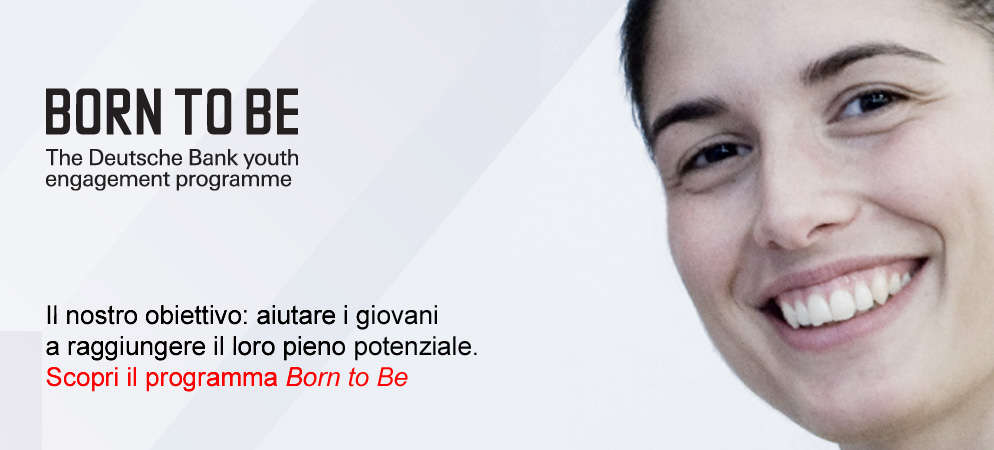 BORN TO BE
The Deutsche Bank youth
engagement programme
Il nostro obiettivo: aiutare i giovani
a raggiungere il loro pieno potenziale.
Scopri il programma Born to Be